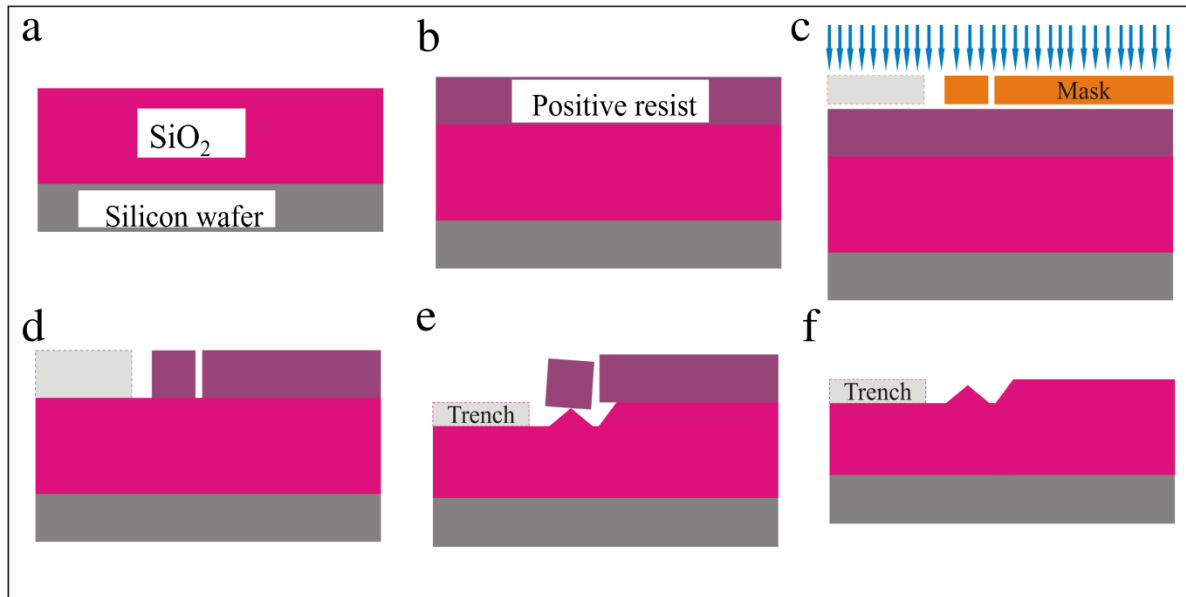 a
b
c
SiO₂
Silicon wafer
Positive resist
Mask
d
e
f
Trench
Trench